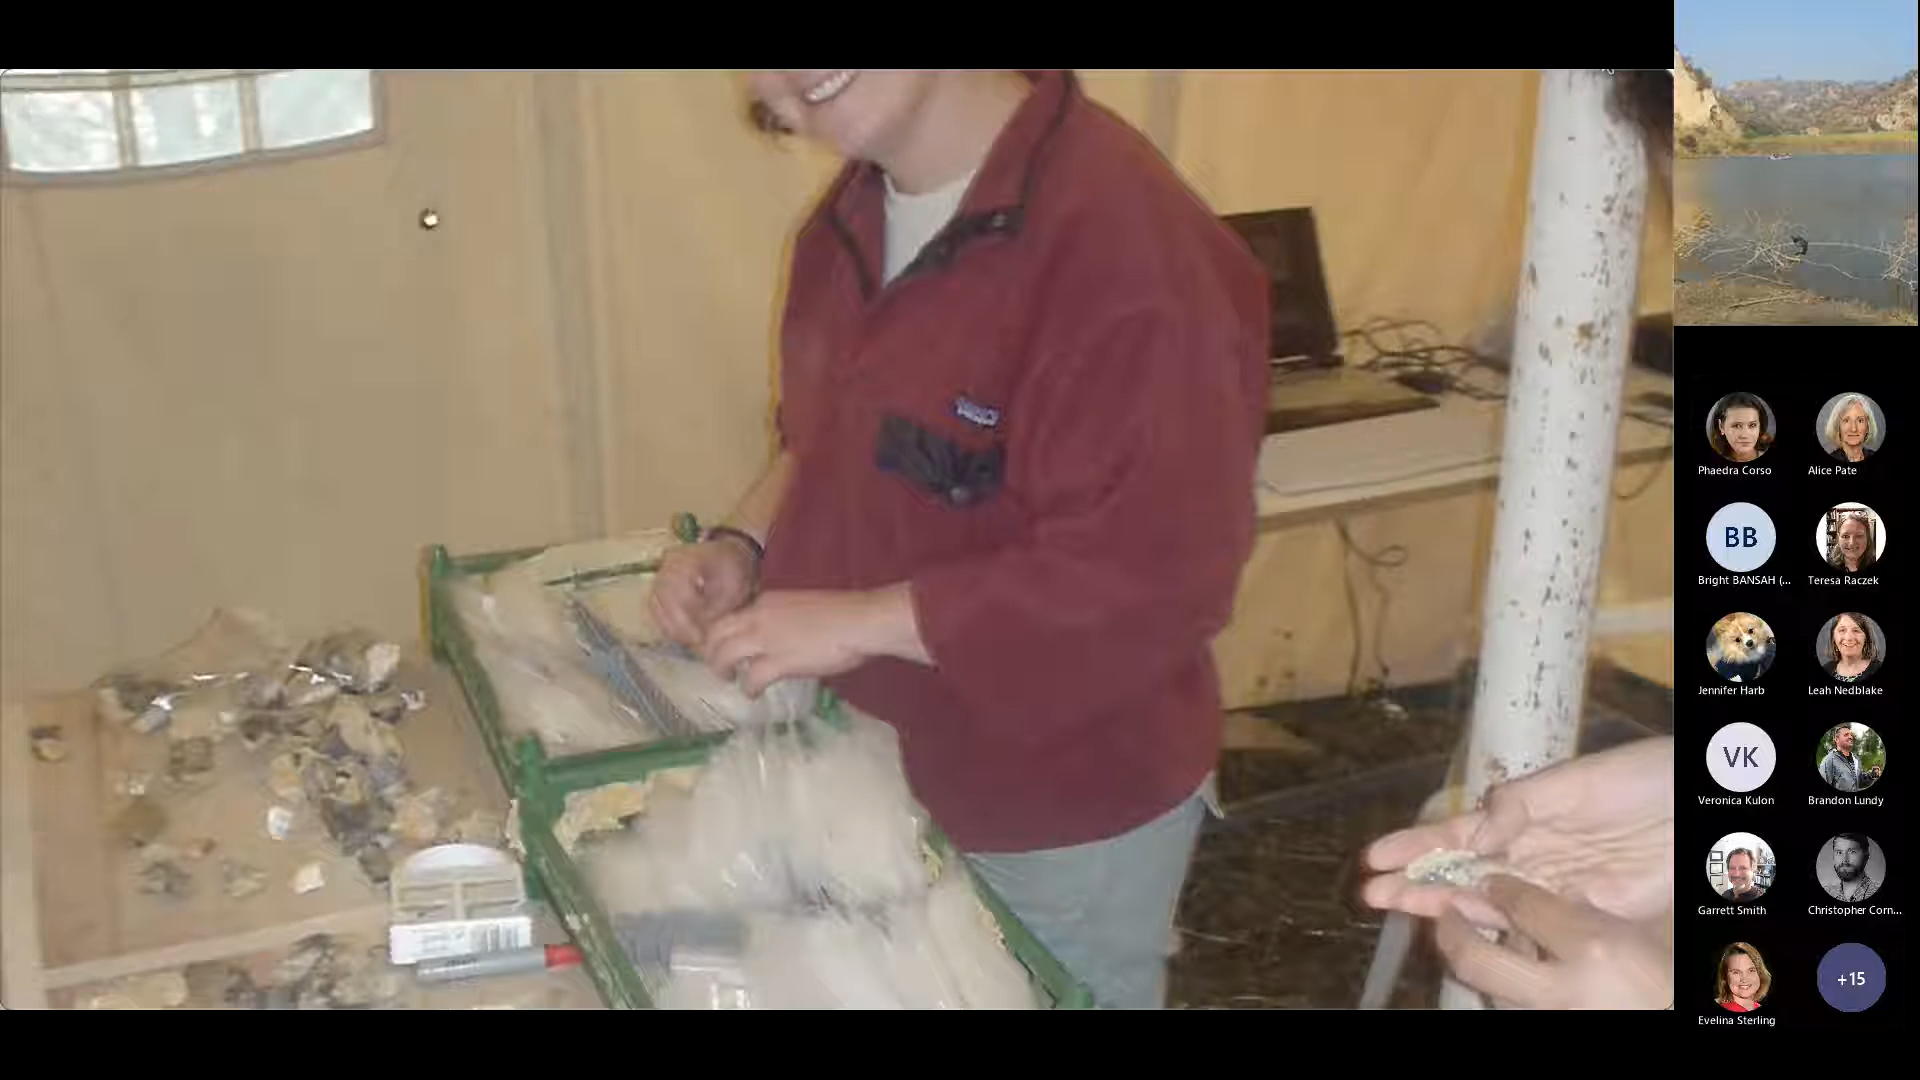 Phaedra Corso
Alice Pate
BB
Bright BANSAH (...
Teresa Raczek
Jennifer Harb
Leah Nedblake
VK
Veronica Kulon
Brandon Lundy
Garrett Smith
Christopher Corn...
Evelina Sterling
+15